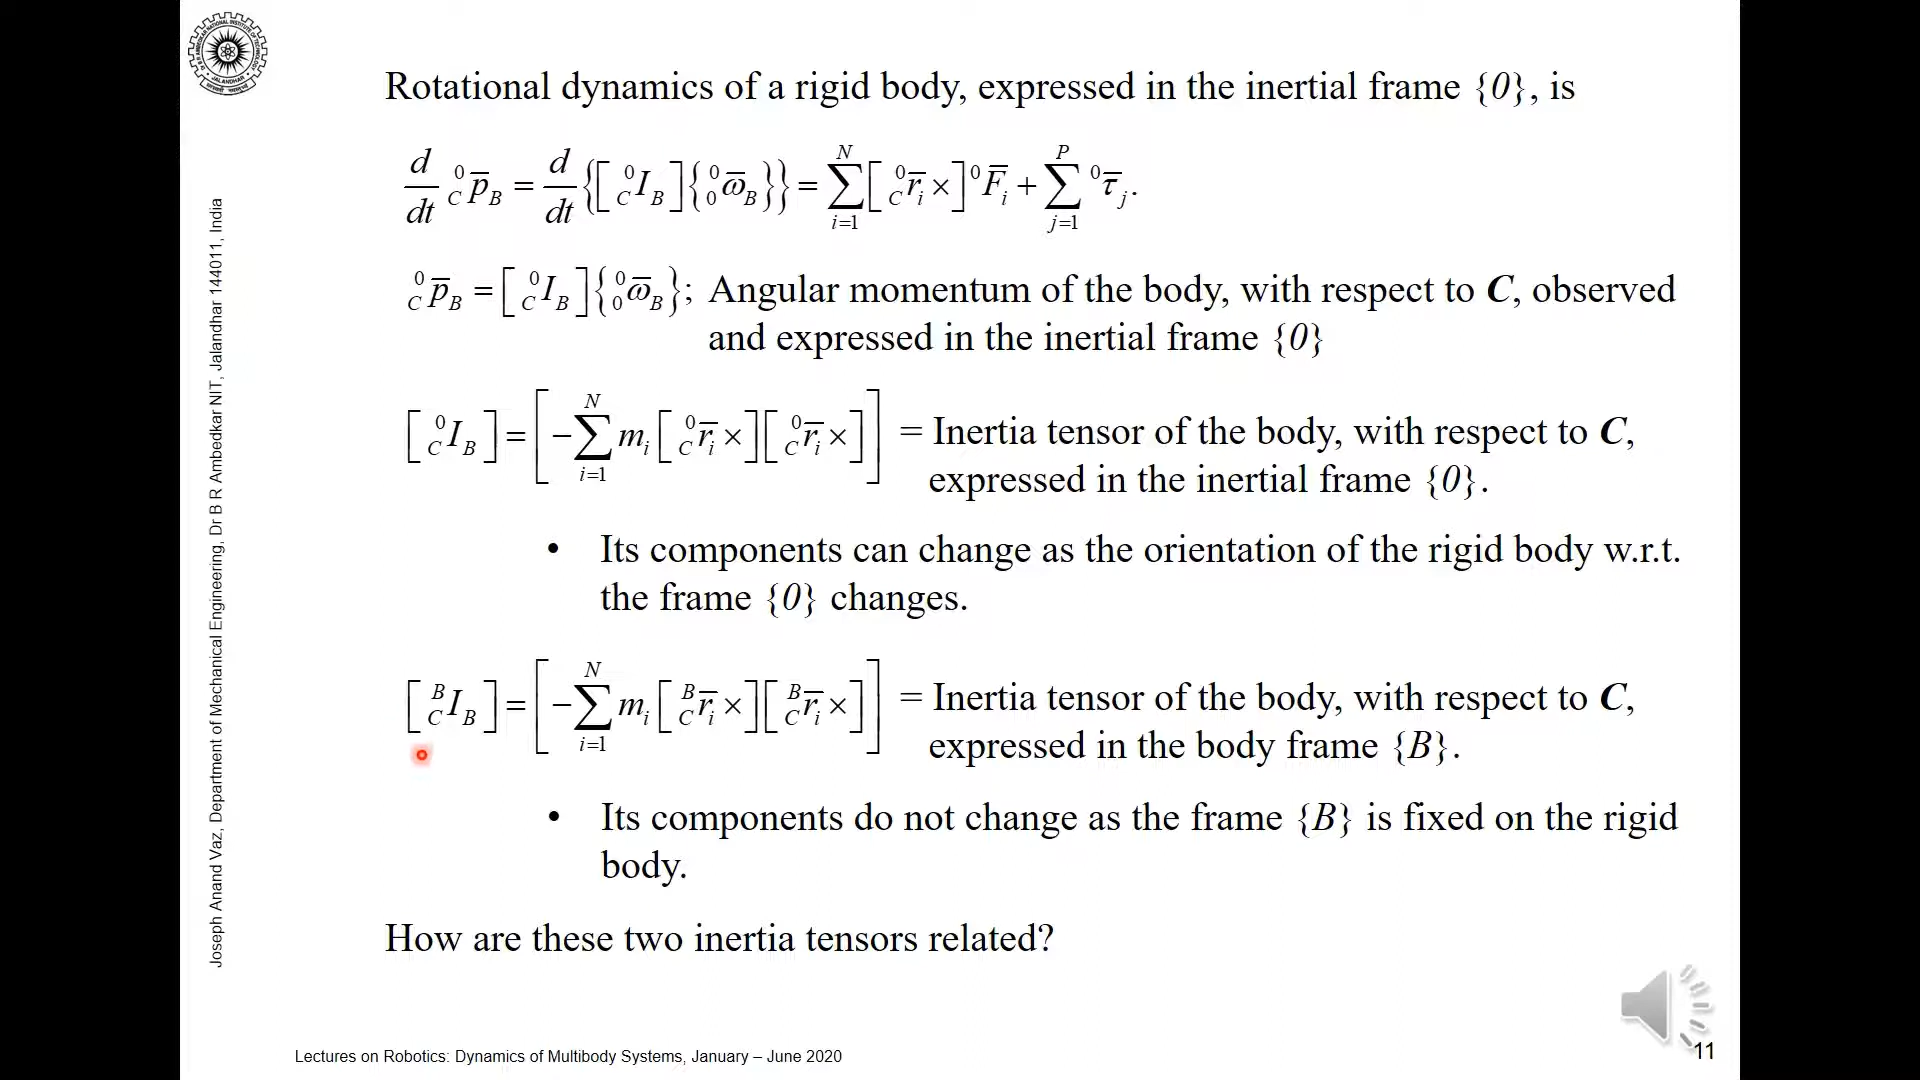 Rotational dynamics of a rigid body, expressed in the inertial frame {0}, is
d/dt ⁰_C p̄_B = d/dt {[⁰_C I_B]{⁰_0 ω̄_B}} = ∑_{i=1}^{N} [⁰_C r̄_i ×] ⁰F̄_i + ∑_{j=1}^{P} ⁰τ̄_j.
⁰_C p̄_B = [⁰_C I_B]{⁰_0 ω̄_B}; Angular momentum of the body, with respect to C, observed
and expressed in the inertial frame {0}
[⁰_C I_B] = [−∑_{i=1}^{N} m_i [⁰_C r̄_i ×][⁰_C r̄_i ×]] = Inertia tensor of the body, with respect to C,
expressed in the inertial frame {0}.
• Its components can change as the orientation of the rigid body w.r.t.
the frame {0} changes.
[ᴮ_C I_B] = [−∑_{i=1}^{N} m_i [ᴮ_C r̄_i ×][ᴮ_C r̄_i ×]] = Inertia tensor of the body, with respect to C,
expressed in the body frame {B}.
• Its components do not change as the frame {B} is fixed on the rigid
body.
How are these two inertia tensors related?
Joseph Anand Vaz, Department of Mechanical Engineering, Dr B R Ambedkar NIT, Jalandhar 144011, India
Lectures on Robotics: Dynamics of Multibody Systems, January – June 2020
11